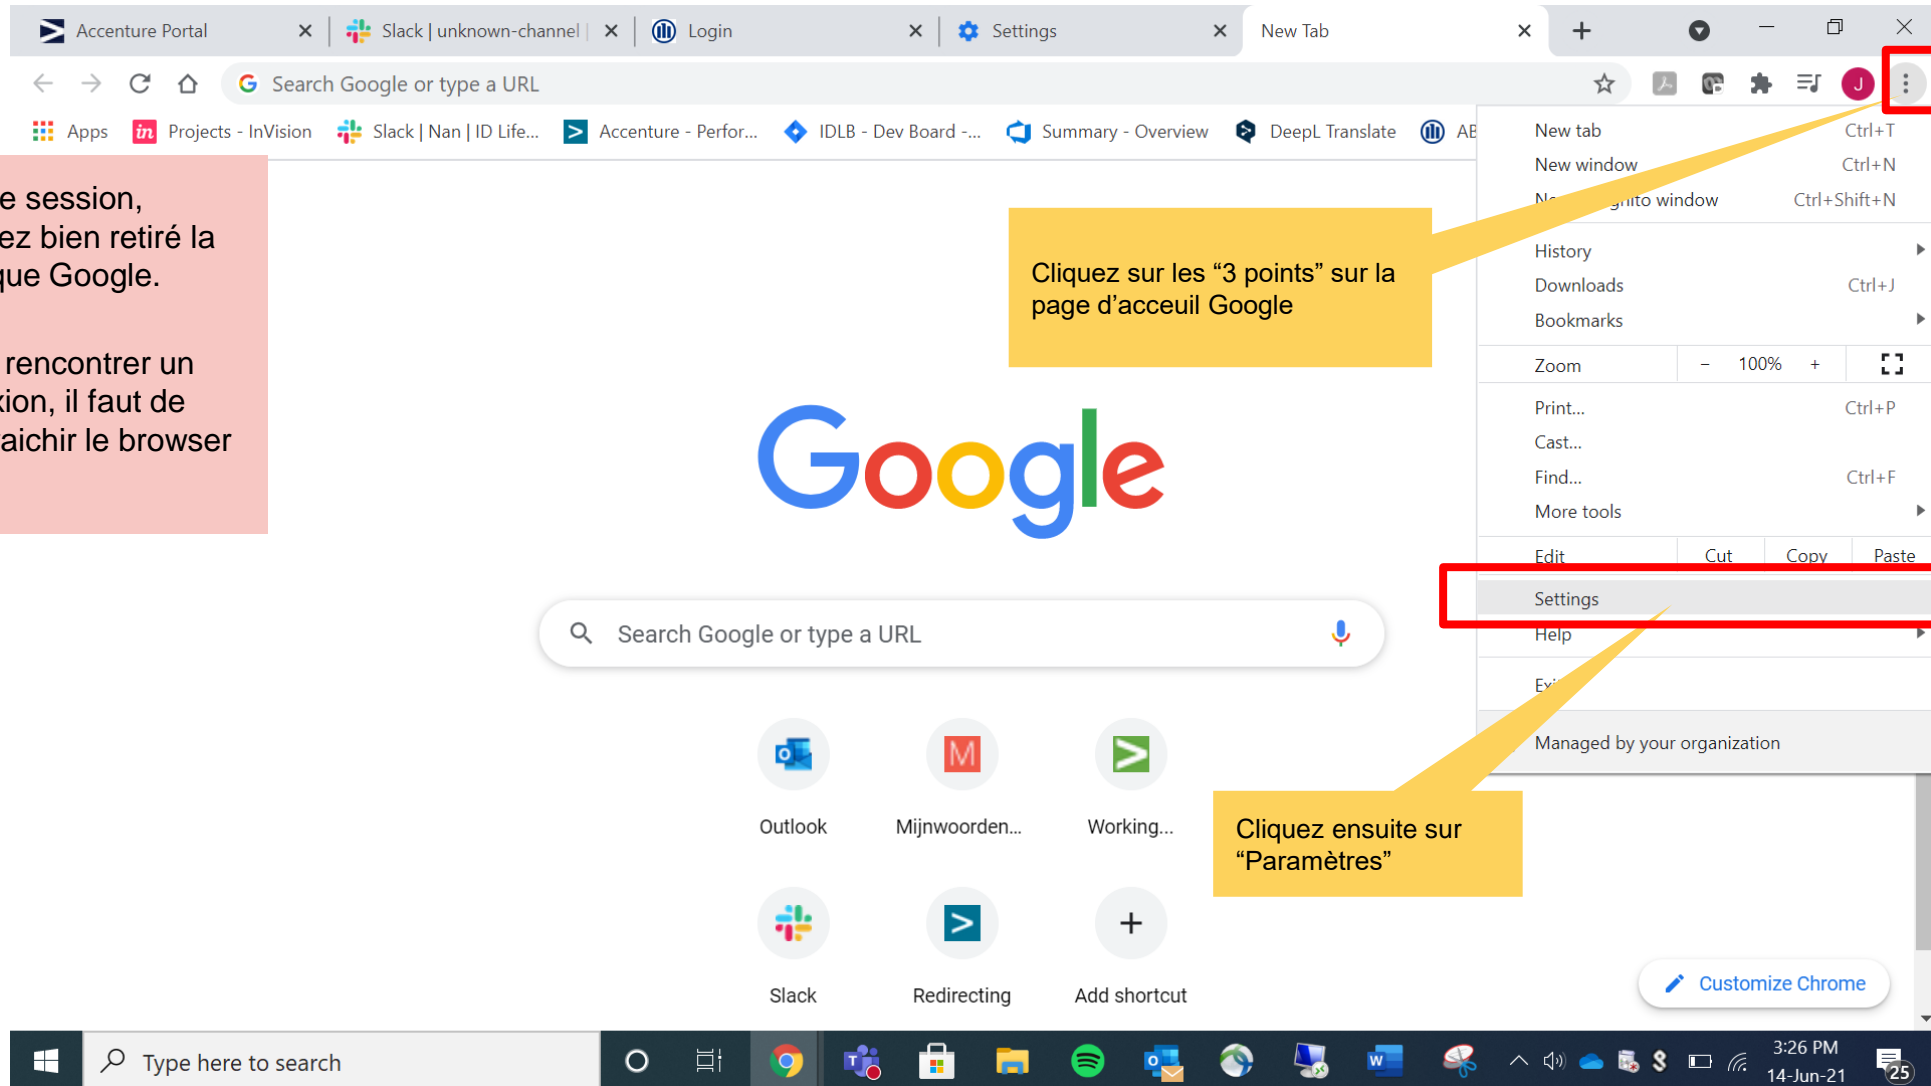 Accenture Portal
Slack | unknown-channel |
Login
Settings
New Tab
Search Google or type a URL
J
Apps
in Projects - InVision
Slack | Nan | ID Life...
Accenture - Perfor...
IDLB - Dev Board -...
Summary - Overview
DeepL Translate
AB
e session,
ez bien retiré la
que Google.
rencontrer un
xion, il faut de
raichir le browser
Cliquez sur les “3 points” sur la
page d’acceuil Google
New tab Ctrl+T
New window Ctrl+N
window Ctrl+Shift+N
History
Downloads Ctrl+J
Bookmarks
Zoom - 100% +
Print... Ctrl+P
Cast...
Find... Ctrl+F
More tools
Edit Cut Copy Paste
Settings
Help
Managed by your organization
Google
Search Google or type a URL
Outlook
M
Mijnwoorden...
Working...
Slack
Redirecting
Add shortcut
Cliquez ensuite sur
“Paramètres”
Customize Chrome
Type here to search
3:26 PM
14-Jun-21
25